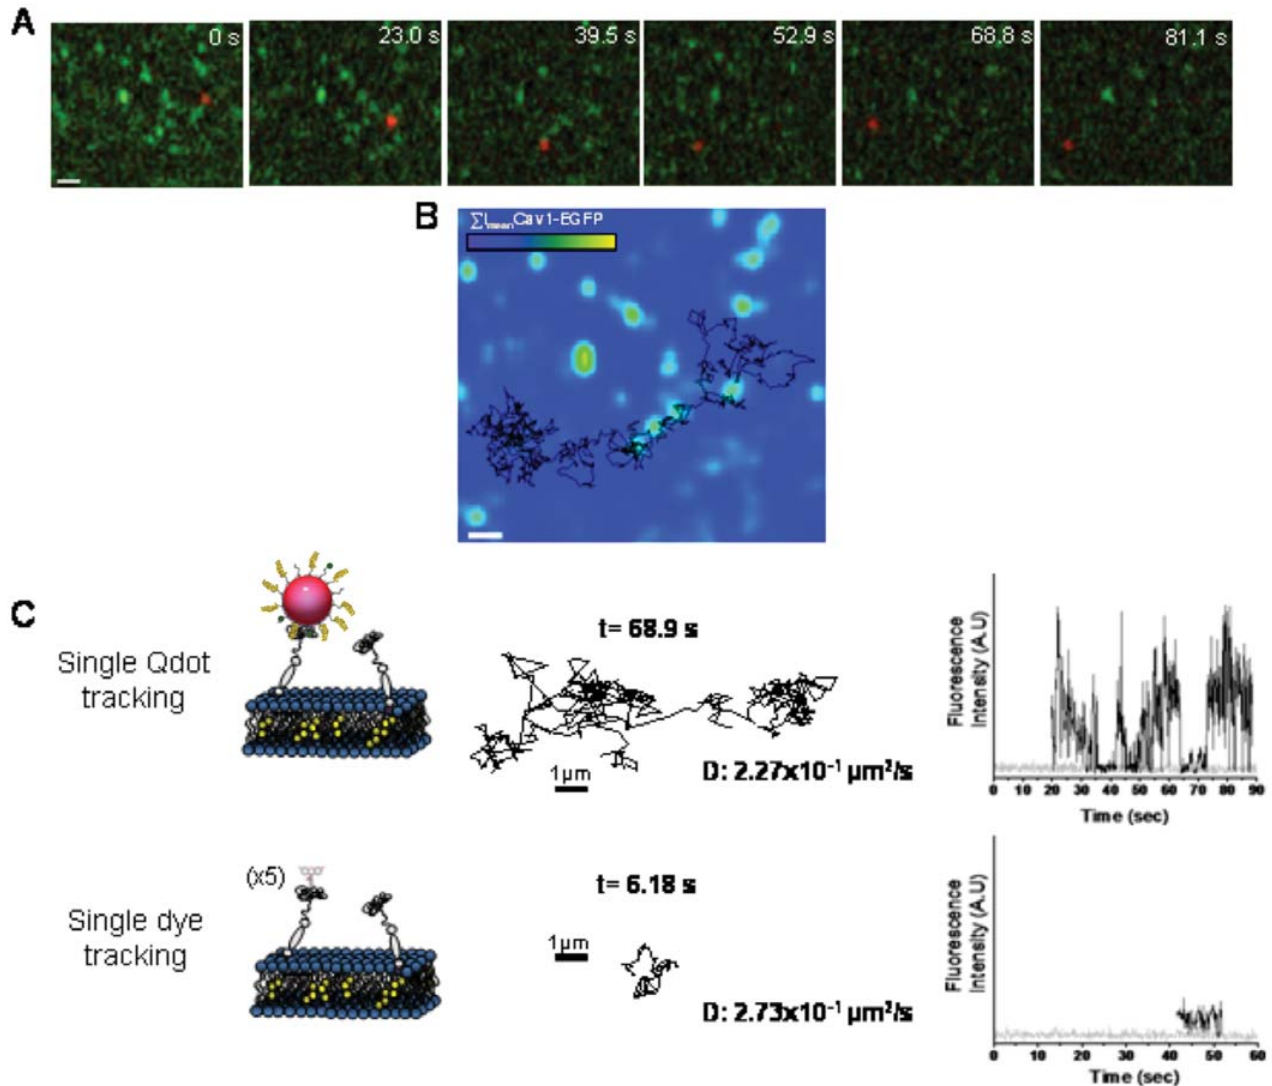 A
0 s
23.0 s
39.5 s
52.9 s
68.8 s
81.1 s
B
∑ImeanCav1-EGFP
C
Single Qdot
tracking
t= 68.9 s
1µm
D: 2.27x10⁻¹ µm²/s
Fluorescence
Intensity (A.U)
0 10 20 30 40 50 60 70 80 90
Time (sec)
Single dye
tracking
(x5)
t= 6.18 s
1µm
D: 2.73x10⁻¹ µm²/s
Fluorescence
Intensity (A.U)
0 10 20 30 40 50 60
Time (sec)